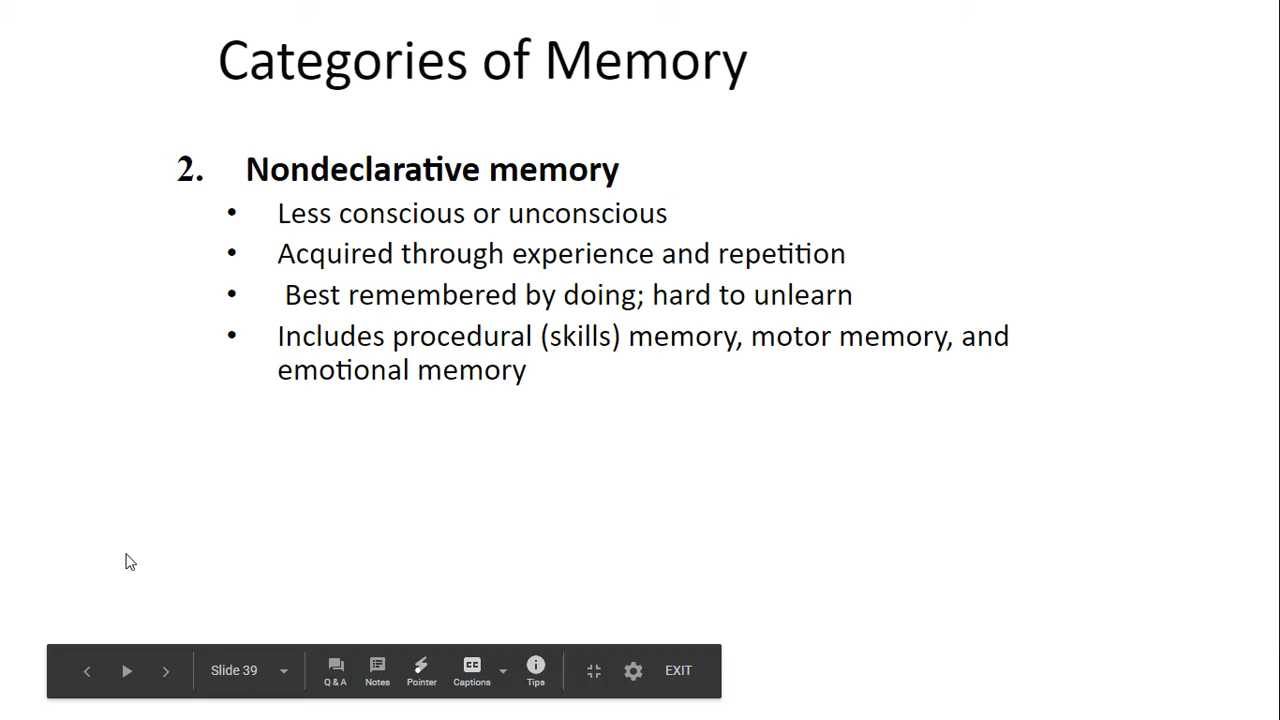 Categories of Memory
2. Nondeclarative memory
• Less conscious or unconscious
• Acquired through experience and repetition
• Best remembered by doing; hard to unlearn
• Includes procedural (skills) memory, motor memory, and
emotional memory
Slide 39
Q & A
Notes
Pointer
CC
Captions
Tips
EXIT